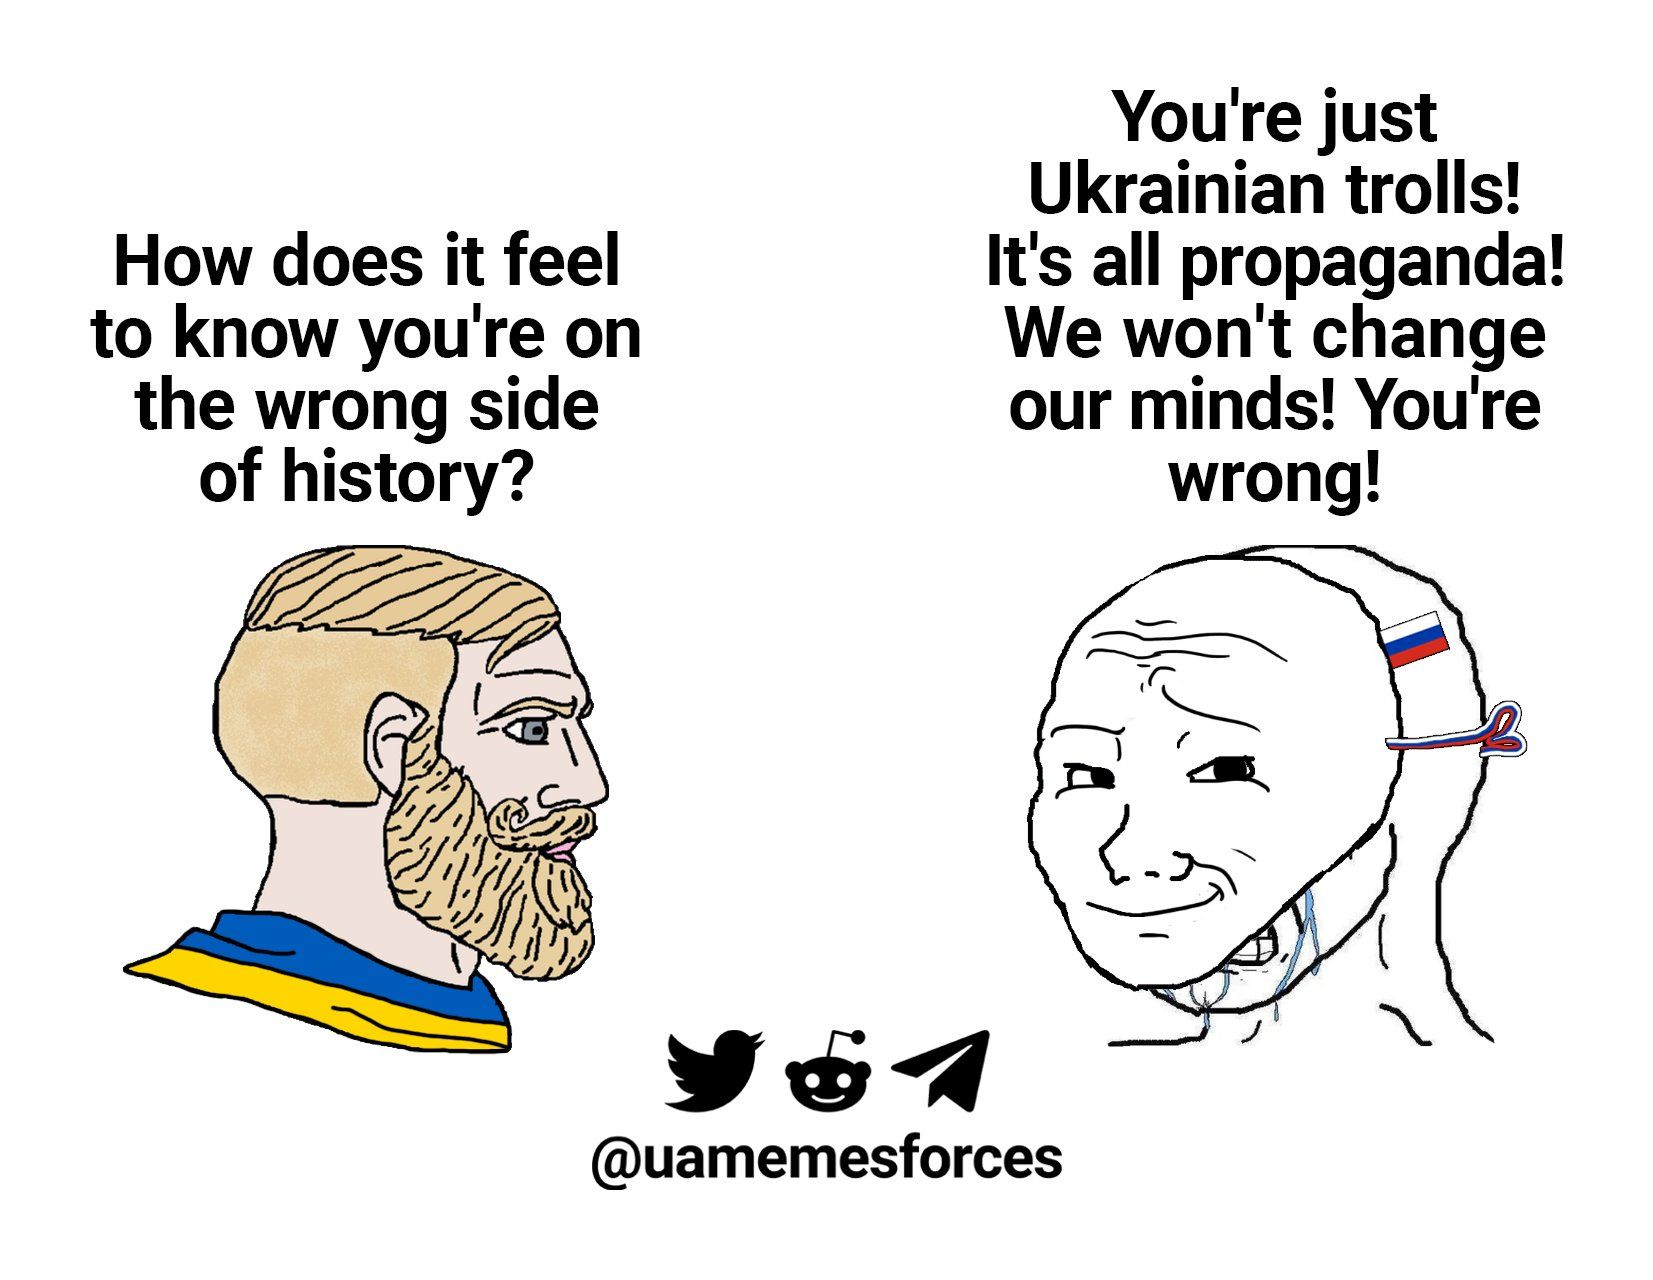 How does it feel
to know you're on
the wrong side
of history?
You're just
Ukrainian trolls!
It's all propaganda!
We won't change
our minds! You're
wrong!
@uamemesforces